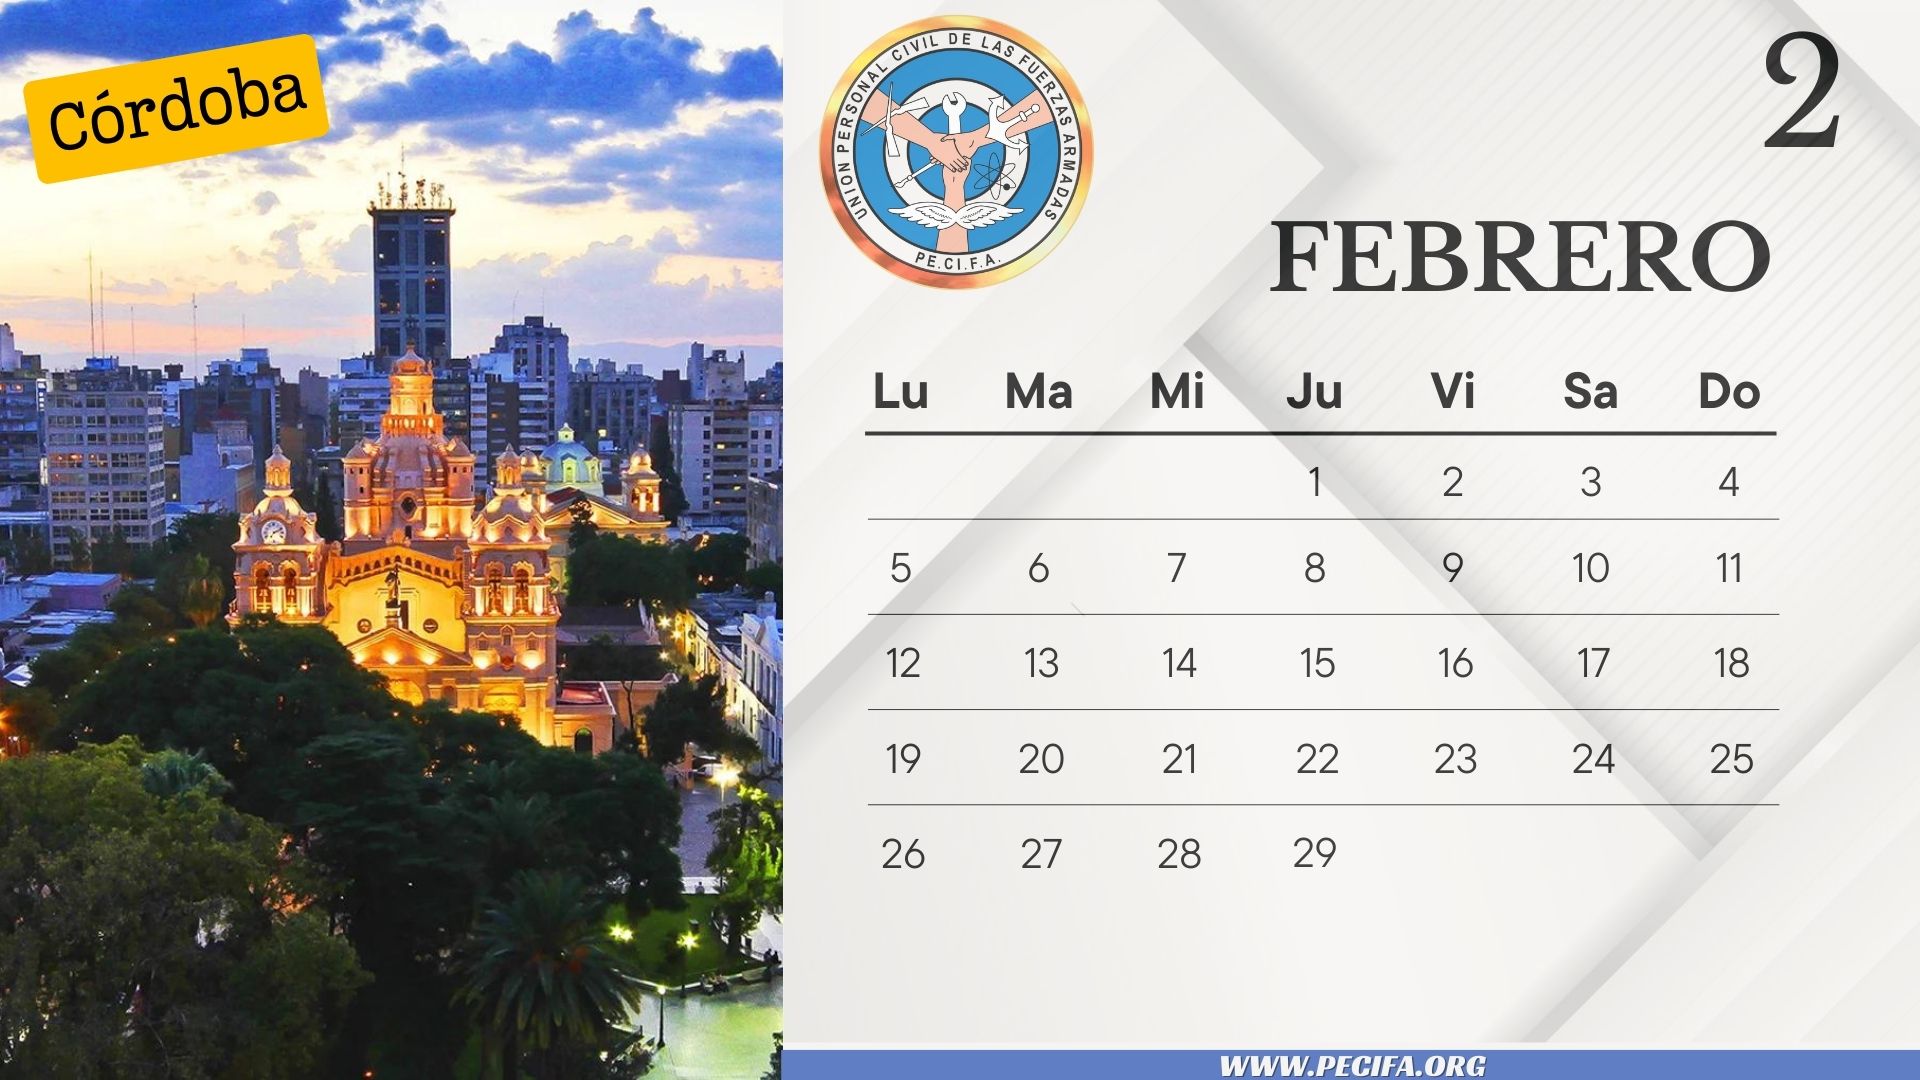 Córdoba
UNION PERSONAL CIVIL DE LAS FUERZAS ARMADAS
PE.CI.F.A.
2
FEBRERO
Lu Ma Mi Ju Vi Sa Do
1 2 3 4
5 6 7 8 9 10 11
12 13 14 15 16 17 18
19 20 21 22 23 24 25
26 27 28 29
WWW.PECIFA.ORG